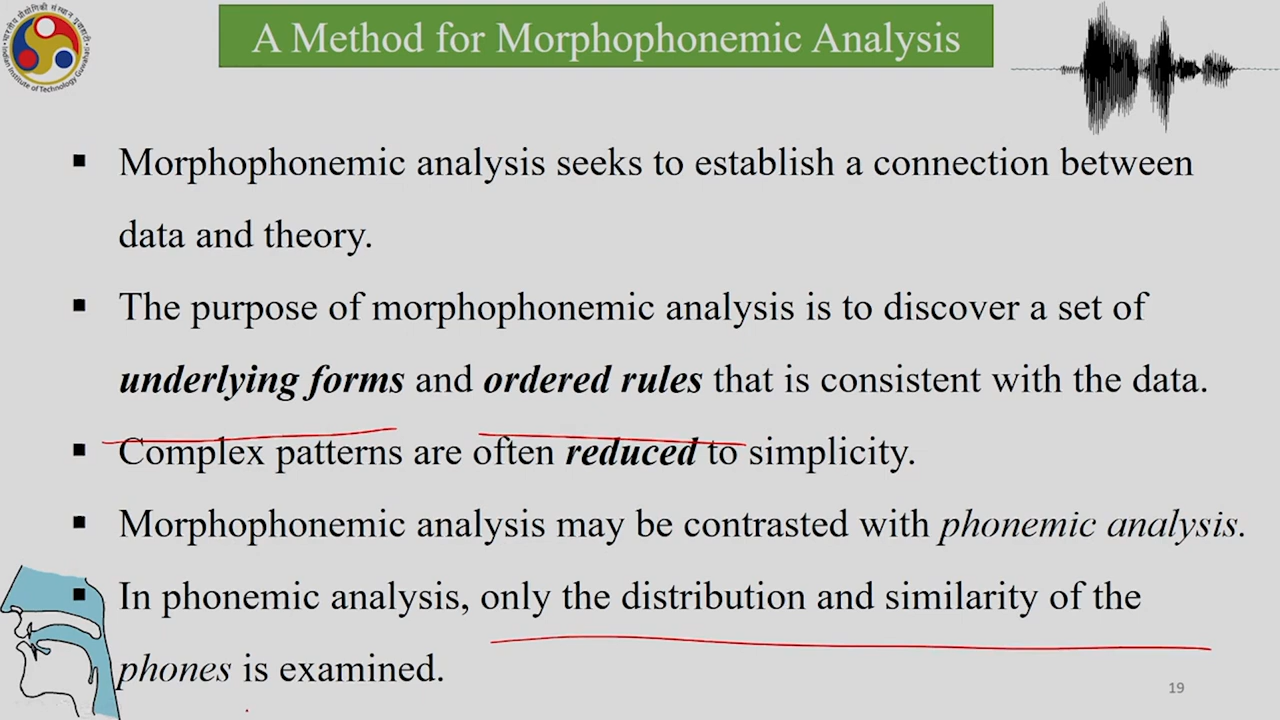 A Method for Morphophonemic Analysis
Morphophonemic analysis seeks to establish a connection between
data and theory.
The purpose of morphophonemic analysis is to discover a set of
underlying forms and ordered rules that is consistent with the data.
Complex patterns are often reduced to simplicity.
Morphophonemic analysis may be contrasted with phonemic analysis.
In phonemic analysis, only the distribution and similarity of the
phones is examined.
19